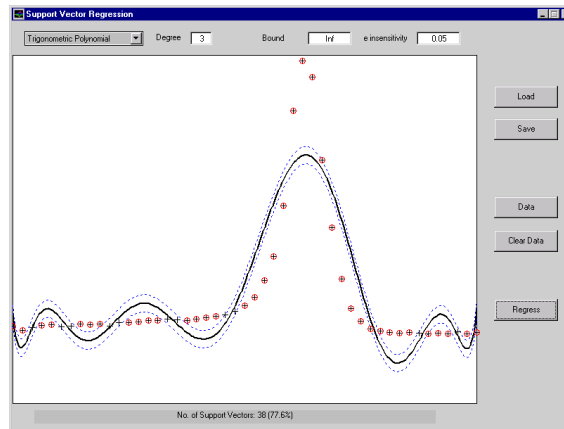 Support Vector Regression
Trigonometric Polynomial Degree 3 Bound Inf e insensitivity 0.05
Load
Save
Data
Clear Data
Regress
No. of Support Vectors: 38 (77.6%)